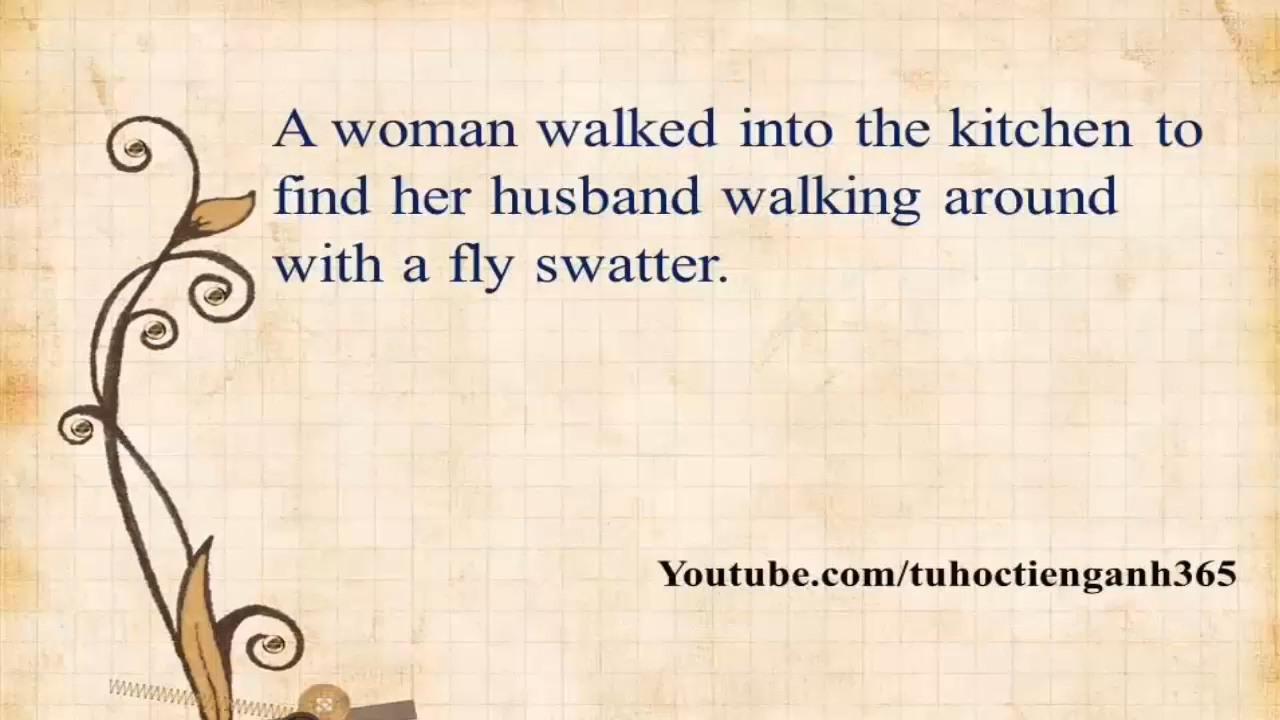 A woman walked into the kitchen to
find her husband walking around
with a fly swatter.
Youtube.com/tuhoctienganh365